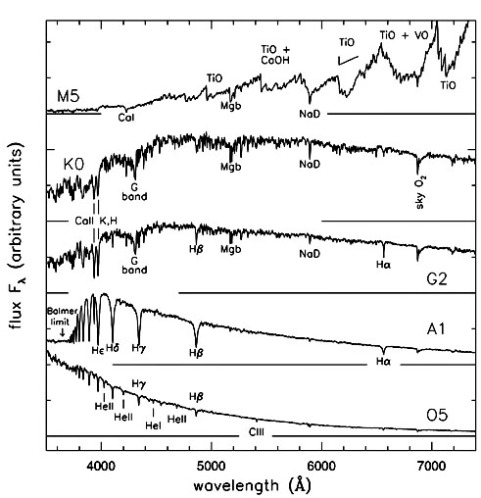 TiO + VO
TiO
TiO +
CaOH
TiO
TiO
M5
CaI
Mgb
NaD
K0
G
band
Mgb
NaD
sky O₂
CaII K,H
G
band
Hβ
Mgb
NaD
Hα
G2
Balmer
limit
Hε
Hδ
Hγ
Hβ
Hα
A1
Hγ
Hβ
O5
HeII
HeII
HeI
HeII
CIII
4000
5000
6000
7000
wavelength (Å)
flux Fλ (arbitrary units)